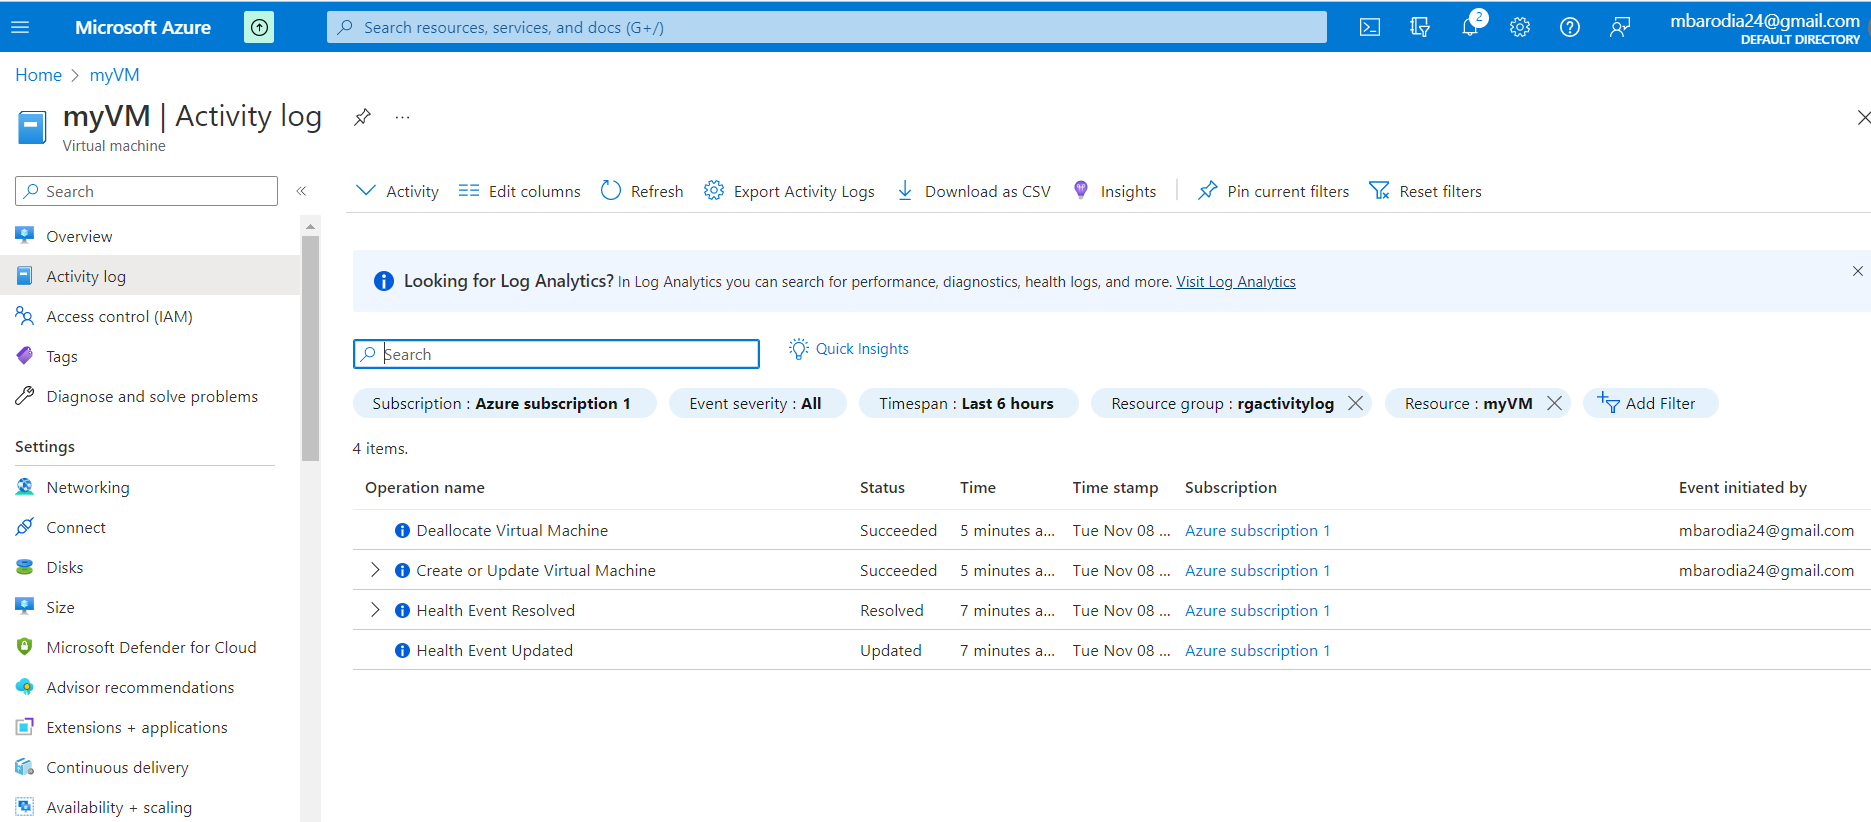 Microsoft Azure
Search resources, services, and docs (G+/)
2
mbarodia24@gmail.com
DEFAULT DIRECTORY
Home > myVM
myVM | Activity log
...
Virtual machine
Search
«
Overview
Activity log
Access control (IAM)
Tags
Diagnose and solve problems
Settings
Networking
Connect
Disks
Size
Microsoft Defender for Cloud
Advisor recommendations
Extensions + applications
Continuous delivery
Availability + scaling
Activity Edit columns Refresh Export Activity Logs Download as CSV Insights Pin current filters Reset filters
Looking for Log Analytics? In Log Analytics you can search for performance, diagnostics, health logs, and more. Visit Log Analytics
Search
Quick Insights
Subscription : Azure subscription 1 Event severity : All Timespan : Last 6 hours Resource group : rgactivitylog Resource : myVM Add Filter
4 items.
Operation name Status Time Time stamp Subscription Event initiated by
Deallocate Virtual Machine Succeeded 5 minutes a... Tue Nov 08 ... Azure subscription 1 mbarodia24@gmail.com
Create or Update Virtual Machine Succeeded 5 minutes a... Tue Nov 08 ... Azure subscription 1 mbarodia24@gmail.com
Health Event Resolved Resolved 7 minutes a... Tue Nov 08 ... Azure subscription 1
Health Event Updated Updated 7 minutes a... Tue Nov 08 ... Azure subscription 1